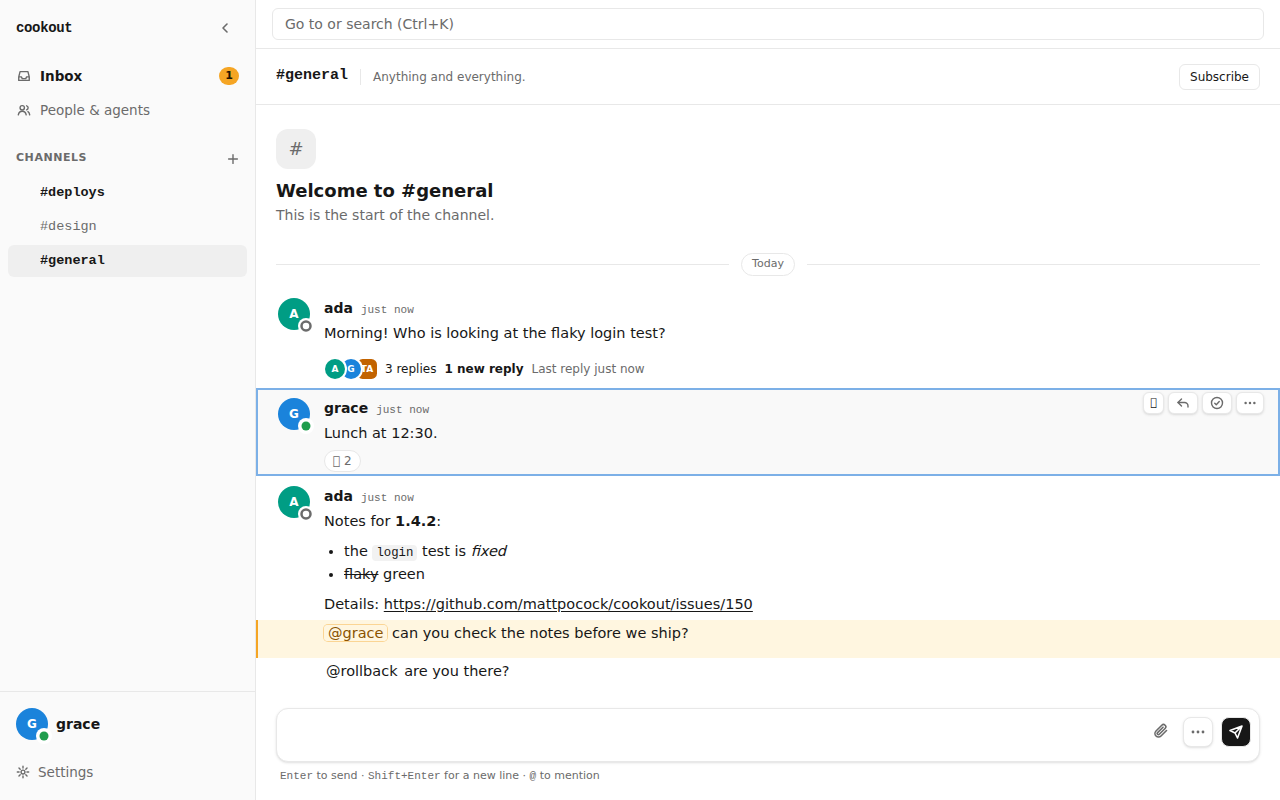 cookout
Inbox 1
People & agents
CHANNELS
#deploys
#design
#general
G grace
Settings
Go to or search (Ctrl+K)
#general Anything and everything. Subscribe
#
Welcome to #general
This is the start of the channel.
Today
A ada just now
Morning! Who is looking at the flaky login test?
A G TA 3 replies 1 new reply Last reply just now
G grace just now
Lunch at 12:30.
2
A ada just now
Notes for 1.4.2:
• the login test is fixed
• flaky green
Details: https://github.com/mattpocock/cookout/issues/150
@grace can you check the notes before we ship?
@rollback are you there?
Enter to send · Shift+Enter for a new line · @ to mention